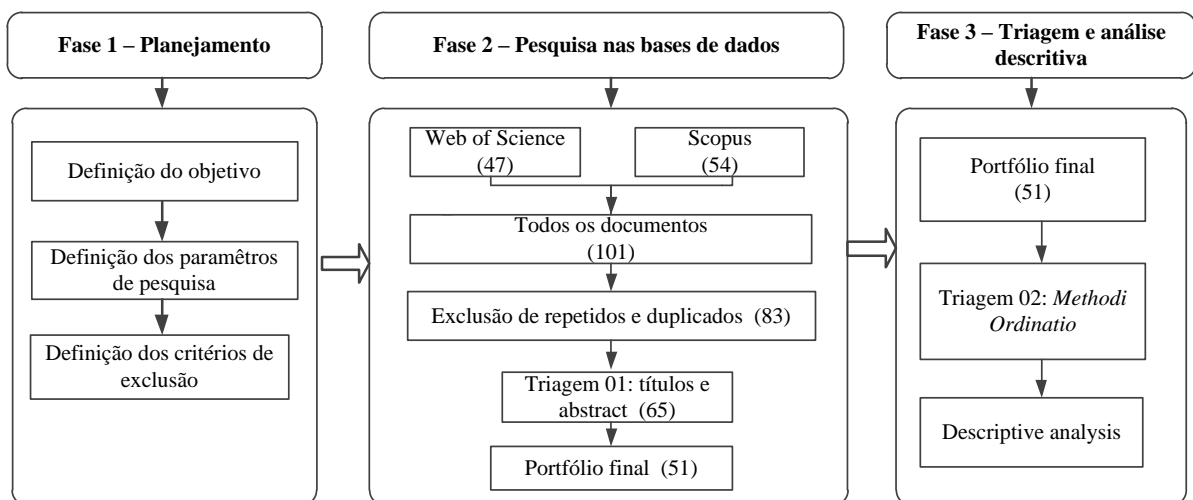 Fase 1 – Planejamento
Definição do objetivo
Definição dos paramêtros
de pesquisa
Definição dos critérios de
exclusão
Fase 2 – Pesquisa nas bases de dados
Web of Science
(47)
Scopus
(54)
Todos os documentos
(101)
Exclusão de repetidos e duplicados (83)
Triagem 01: títulos e
abstract (65)
Portfólio final (51)
Fase 3 – Triagem e análise
descritiva
Portfólio final
(51)
Triagem 02: Methodi
Ordinatio
Descriptive analysis